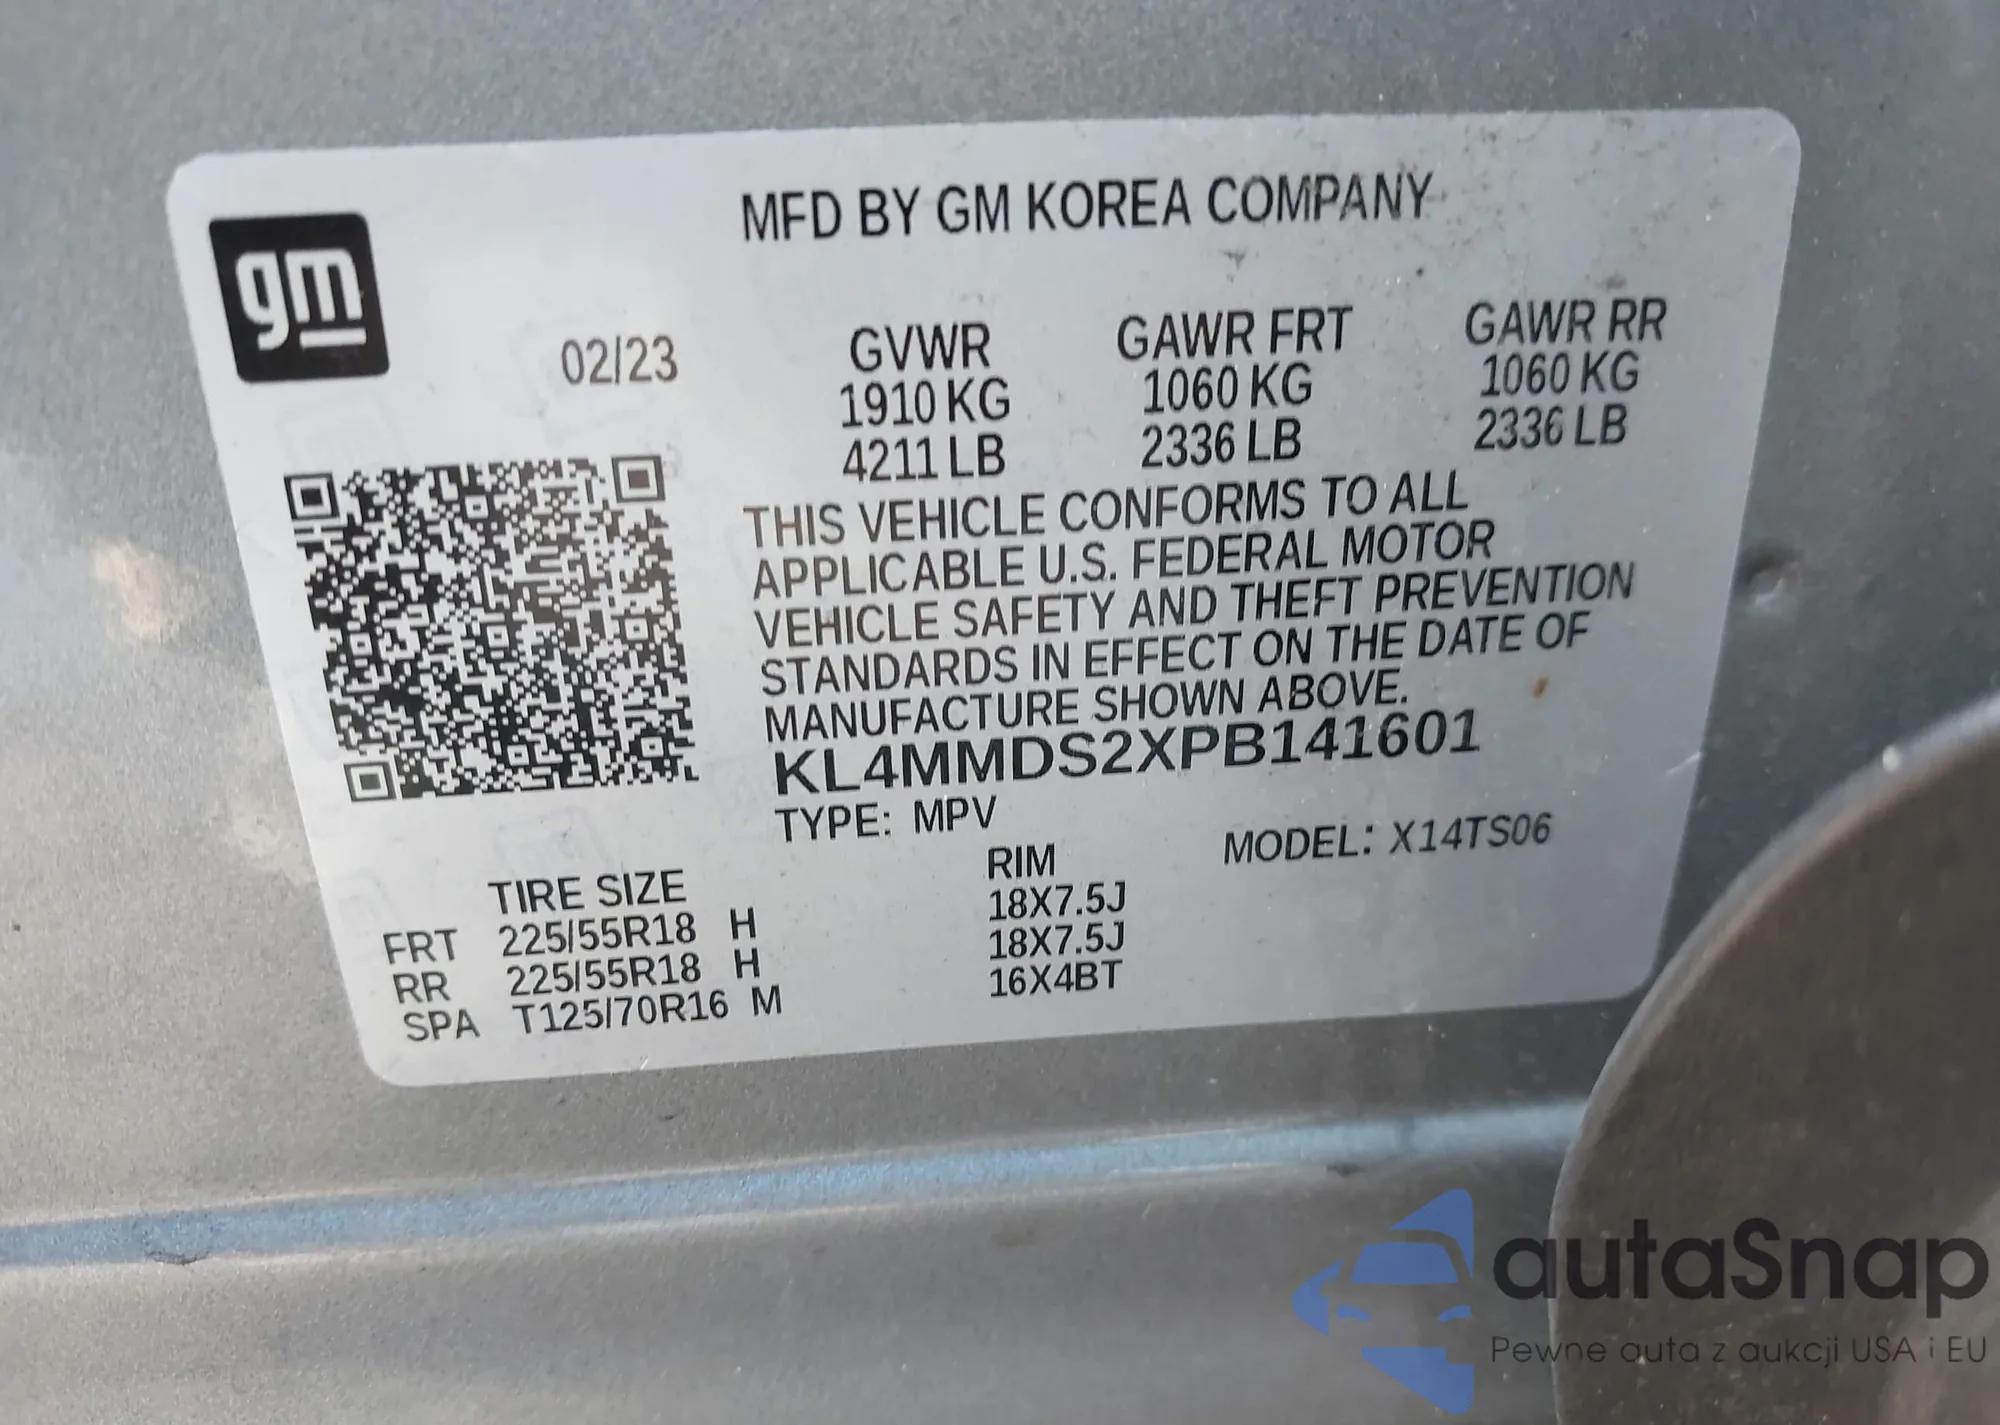 gm
MFD BY GM KOREA COMPANY
02/23
GVWR GAWR FRT GAWR RR
1910 KG 1060 KG 1060 KG
4211 LB 2336 LB 2336 LB
THIS VEHICLE CONFORMS TO ALL
APPLICABLE U.S. FEDERAL MOTOR
VEHICLE SAFETY AND THEFT PREVENTION
STANDARDS IN EFFECT ON THE DATE OF
MANUFACTURE SHOWN ABOVE.
KL4MMDS2XPB141601
TYPE: MPV MODEL: X14TS06
TIRE SIZE RIM
FRT 225/55R18 H 18X7.5J
RR 225/55R18 H 18X7.5J
SPA T125/70R16 M 16X4BT
autaSnap
Pewne auta z aukcji USA i EU